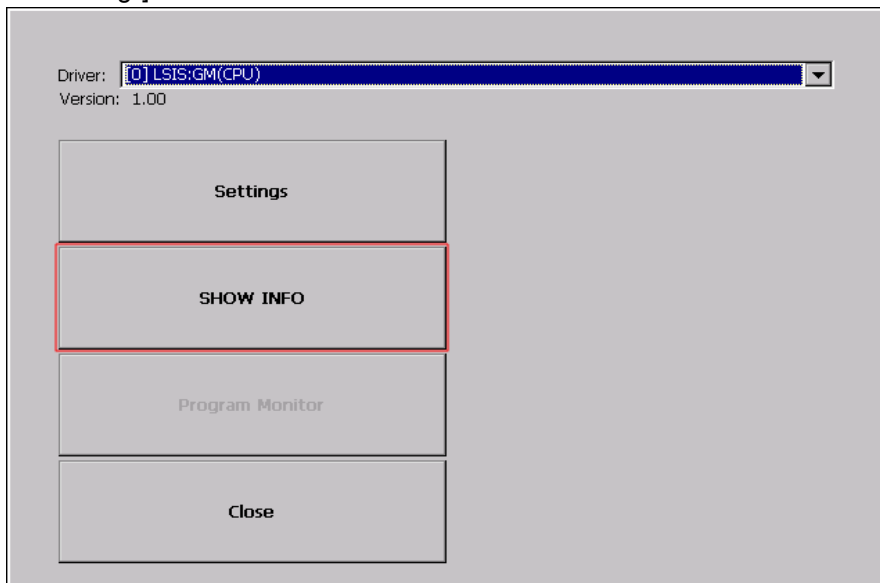 Driver: [0] LSIS:GM(CPU)
Version: 1.00
Settings
SHOW INFO
Program Monitor
Close